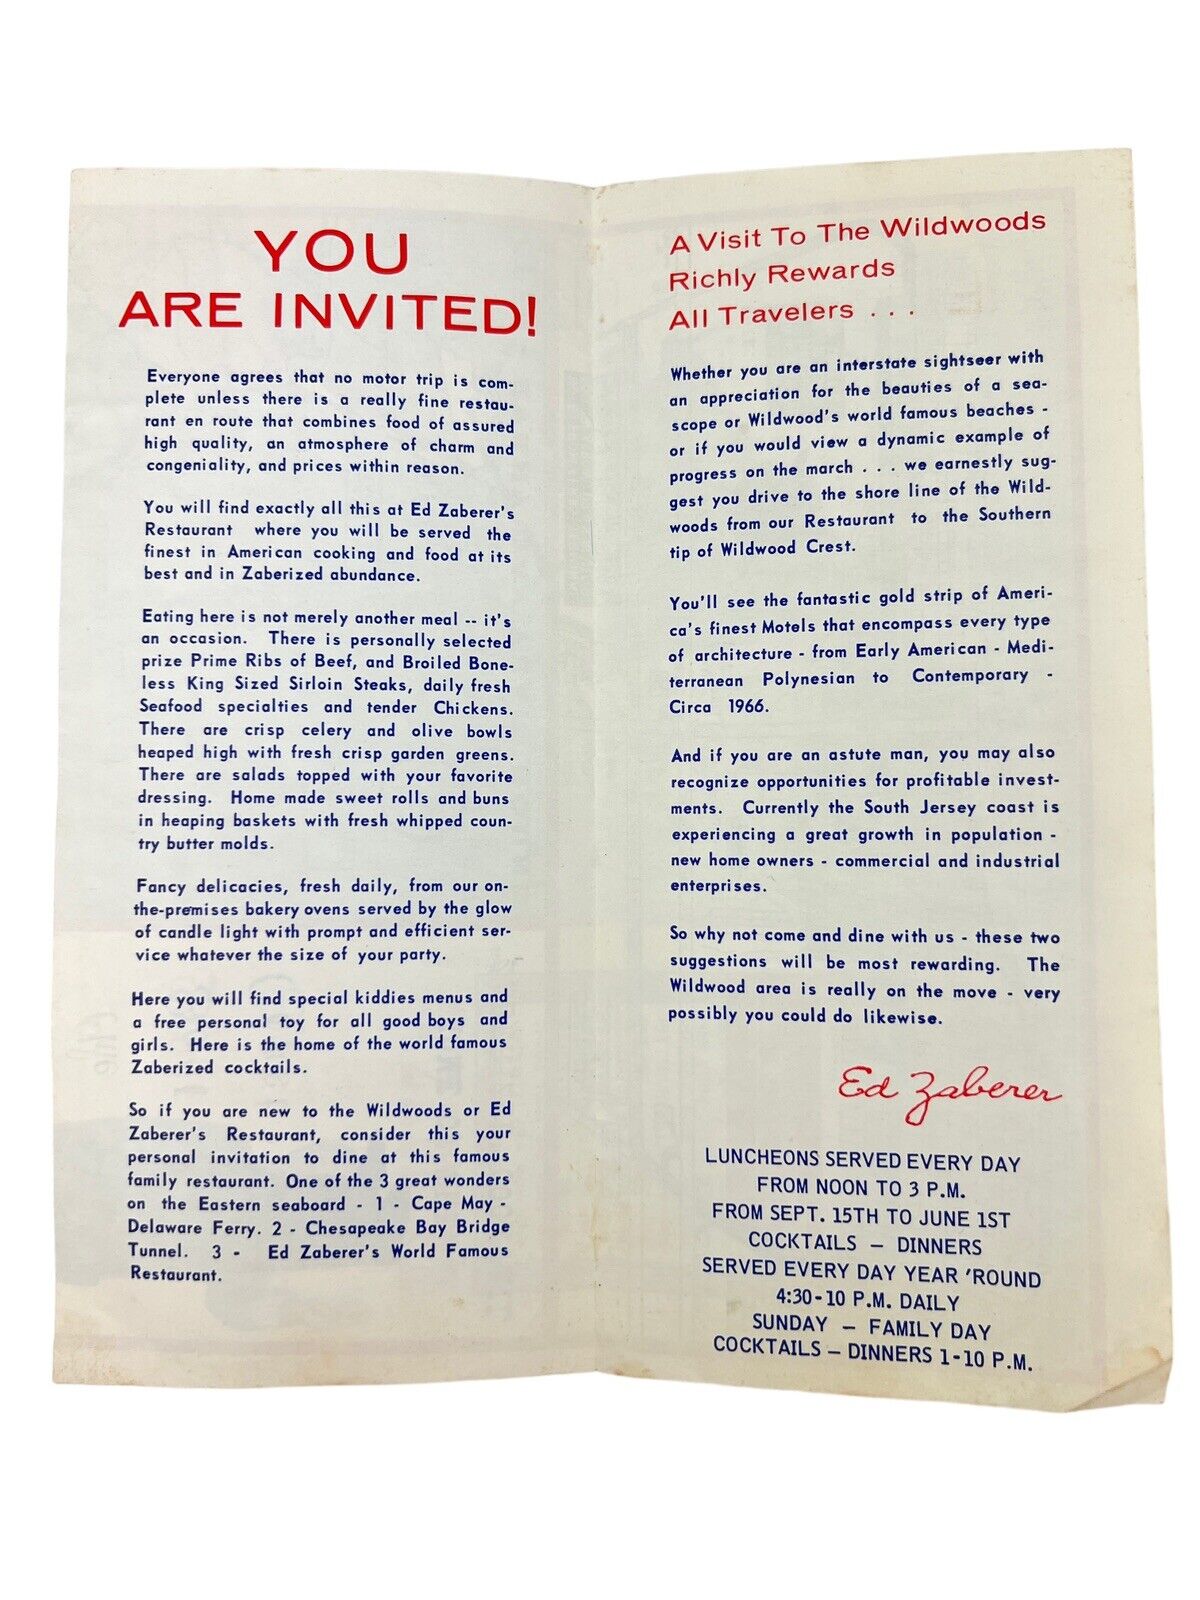 YOU
ARE INVITED!
Everyone agrees that no motor trip is com-
plete unless there is a really fine restau-
rant en route that combines food of assured
high quality, an atmosphere of charm and
congeniality, and prices within reason.
You will find exactly all this at Ed Zaberer's
Restaurant where you will be served the
finest in American cooking and food at its
best and in Zaberized abundance.
Eating here is not merely another meal -- it's
an occasion. There is personally selected
prize Prime Ribs of Beef, and Broiled Bone-
less King Sized Sirloin Steaks, daily fresh
Seafood specialties and tender Chickens.
There are crisp celery and olive bowls
heaped high with fresh crisp garden greens.
There are salads topped with your favorite
dressing. Home made sweet rolls and buns
in heaping baskets with fresh whipped coun-
try butter molds.
Fancy delicacies, fresh daily, from our on-
the-premises bakery ovens served by the glow
of candle light with prompt and efficient ser-
vice whatever the size of your party.
Here you will find special kiddies menus and
a free personal toy for all good boys and
girls. Here is the home of the world famous
Zaberized cocktails.
So if you are new to the Wildwoods or Ed
Zaberer's Restaurant, consider this your
personal invitation to dine at this famous
family restaurant. One of the 3 great wonders
on the Eastern seaboard - 1 - Cape May -
Delaware Ferry. 2 - Chesapeake Bay Bridge
Tunnel. 3 - Ed Zaberer's World Famous
Restaurant.
A Visit To The Wildwoods
Richly Rewards
All Travelers . . .
Whether you are an interstate sightseer with
an appreciation for the beauties of a sea-
scope or Wildwood's world famous beaches -
or if you would view a dynamic example of
progress on the march . . . we earnestly sug-
gest you drive to the shore line of the Wild-
woods from our Restaurant to the Southern
tip of Wildwood Crest.
You'll see the fantastic gold strip of Ameri-
ca's finest Motels that encompass every type
of architecture - from Early American - Medi-
terranean Polynesian to Contemporary -
Circa 1966.
And if you are an astute man, you may also
recognize opportunities for profitable invest-
ments. Currently the South Jersey coast is
experiencing a great growth in population -
new home owners - commercial and industrial
enterprises.
So why not come and dine with us - these two
suggestions will be most rewarding. The
Wildwood area is really on the move - very
possibly you could do likewise.
Ed Zaberer
LUNCHEONS SERVED EVERY DAY
FROM NOON TO 3 P.M.
FROM SEPT. 15TH TO JUNE 1ST
COCKTAILS – DINNERS
SERVED EVERY DAY YEAR 'ROUND
4:30-10 P.M. DAILY
SUNDAY – FAMILY DAY
COCKTAILS – DINNERS 1-10 P.M.